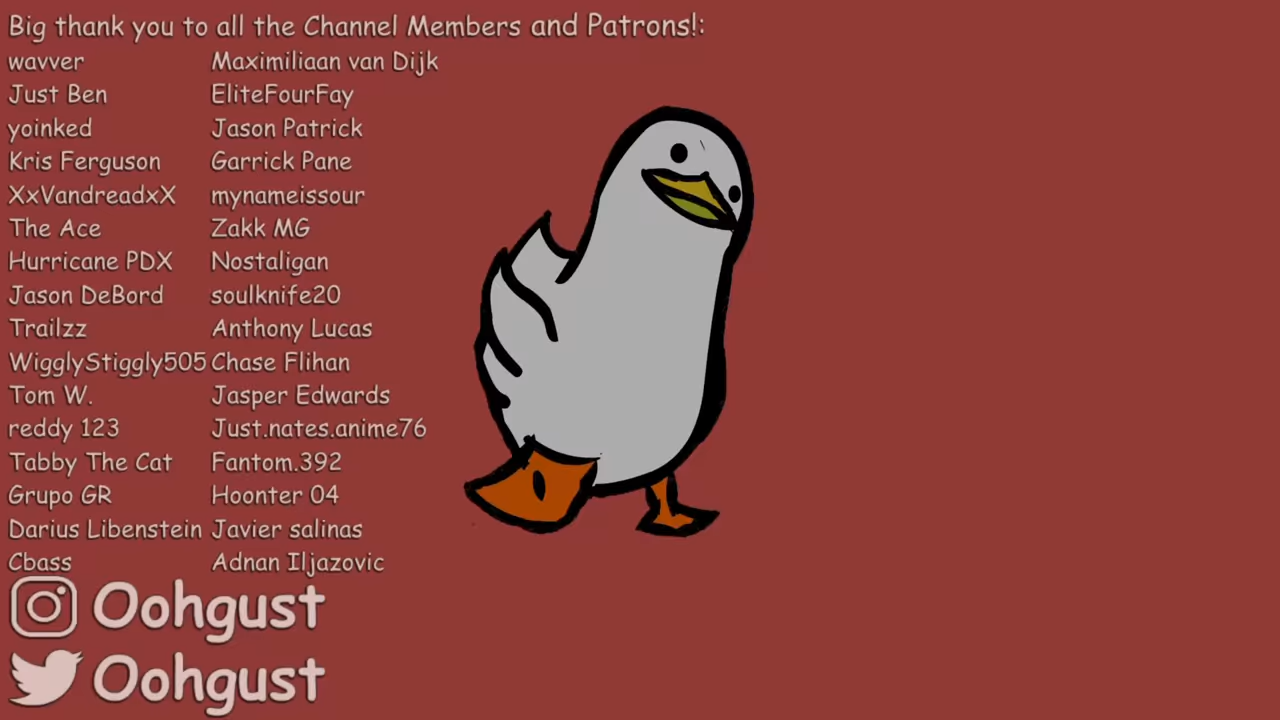 Big thank you to all the Channel Members and Patrons!:
wavver Maximiliaan van Dijk
Just Ben EliteFourFay
yoinked Jason Patrick
Kris Ferguson Garrick Pane
XxVandreadxX mynameissour
The Ace Zakk MG
Hurricane PDX Nostaligan
Jason DeBord soulknife20
Trailzz Anthony Lucas
WigglyStiggly505 Chase Flihan
Tom W. Jasper Edwards
reddy 123 Just.nates.anime76
Tabby The Cat Fantom.392
Grupo GR Hoonter 04
Darius Libenstein Javier salinas
Cbass Adnan Iljazovic
Oohgust
Oohgust